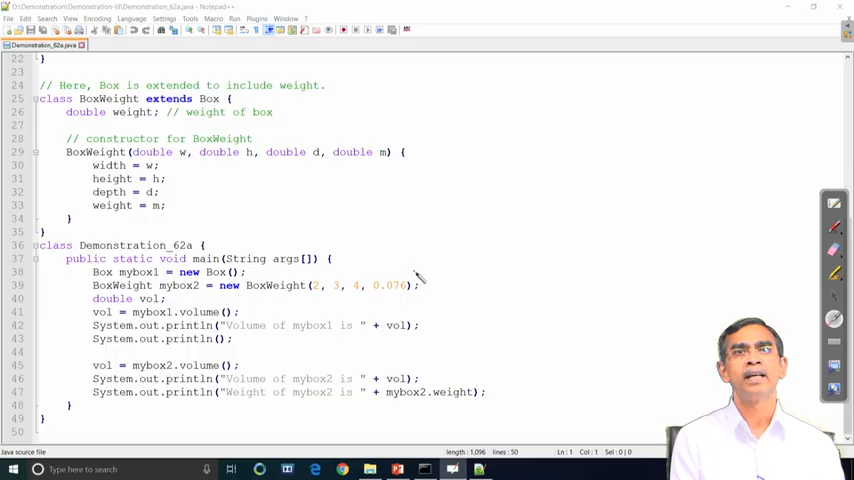 D:\Demonstration\Demonstration-VI\Demonstration_62a.java - Notepad++
File Edit Search View Encoding Language Settings Tools Macro Run Plugins Window ?
Demonstration_62a.java
22 }
23
24 // Here, Box is extended to include weight.
25 class BoxWeight extends Box {
26 double weight; // weight of box
27
28 // constructor for BoxWeight
29 BoxWeight(double w, double h, double d, double m) {
30 width = w;
31 height = h;
32 depth = d;
33 weight = m;
34 }
35 }
36 class Demonstration_62a {
37 public static void main(String args[]) {
38 Box mybox1 = new Box();
39 BoxWeight mybox2 = new BoxWeight(2, 3, 4, 0.076);
40 double vol;
41 vol = mybox1.volume();
42 System.out.println("Volume of mybox1 is " + vol);
43 System.out.println();
44
45 vol = mybox2.volume();
46 System.out.println("Volume of mybox2 is " + vol);
47 System.out.println("Weight of mybox2 is " + mybox2.weight);
48 }
49 }
50
Java source file length : 1,096 lines : 50 Ln : 1 Col : 1 Sel : 0 | 0
Type here to search